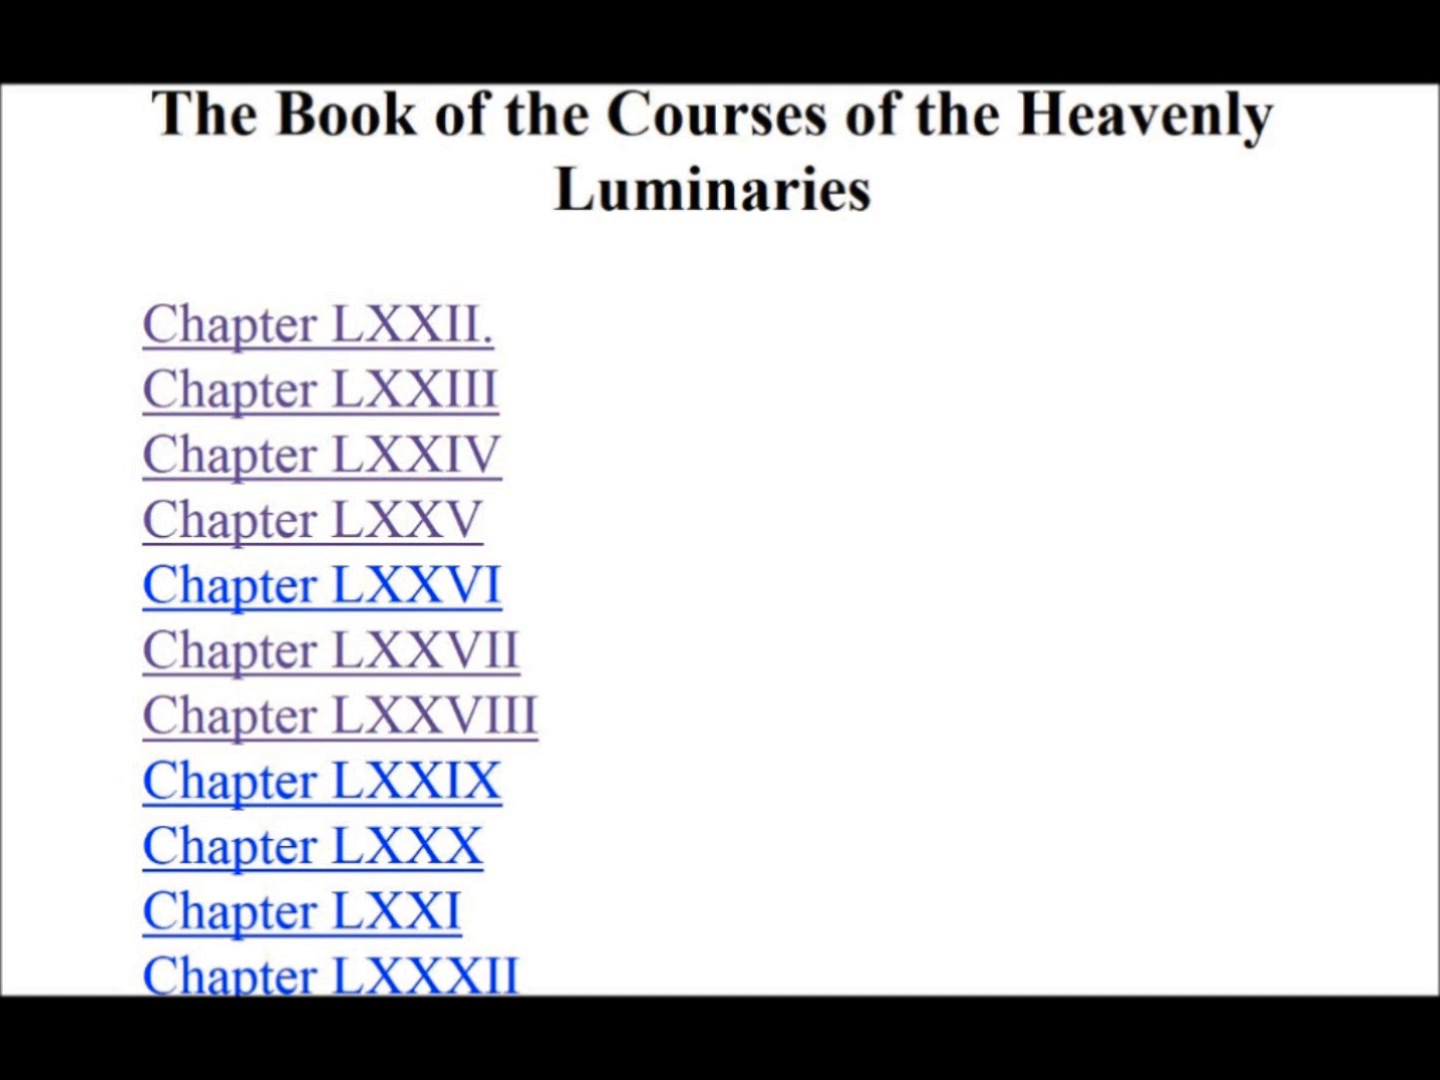 The Book of the Courses of the Heavenly
Luminaries
Chapter LXXII.
Chapter LXXIII
Chapter LXXIV
Chapter LXXV
Chapter LXXVI
Chapter LXXVII
Chapter LXXVIII
Chapter LXXIX
Chapter LXXX
Chapter LXXI
Chapter LXXXII